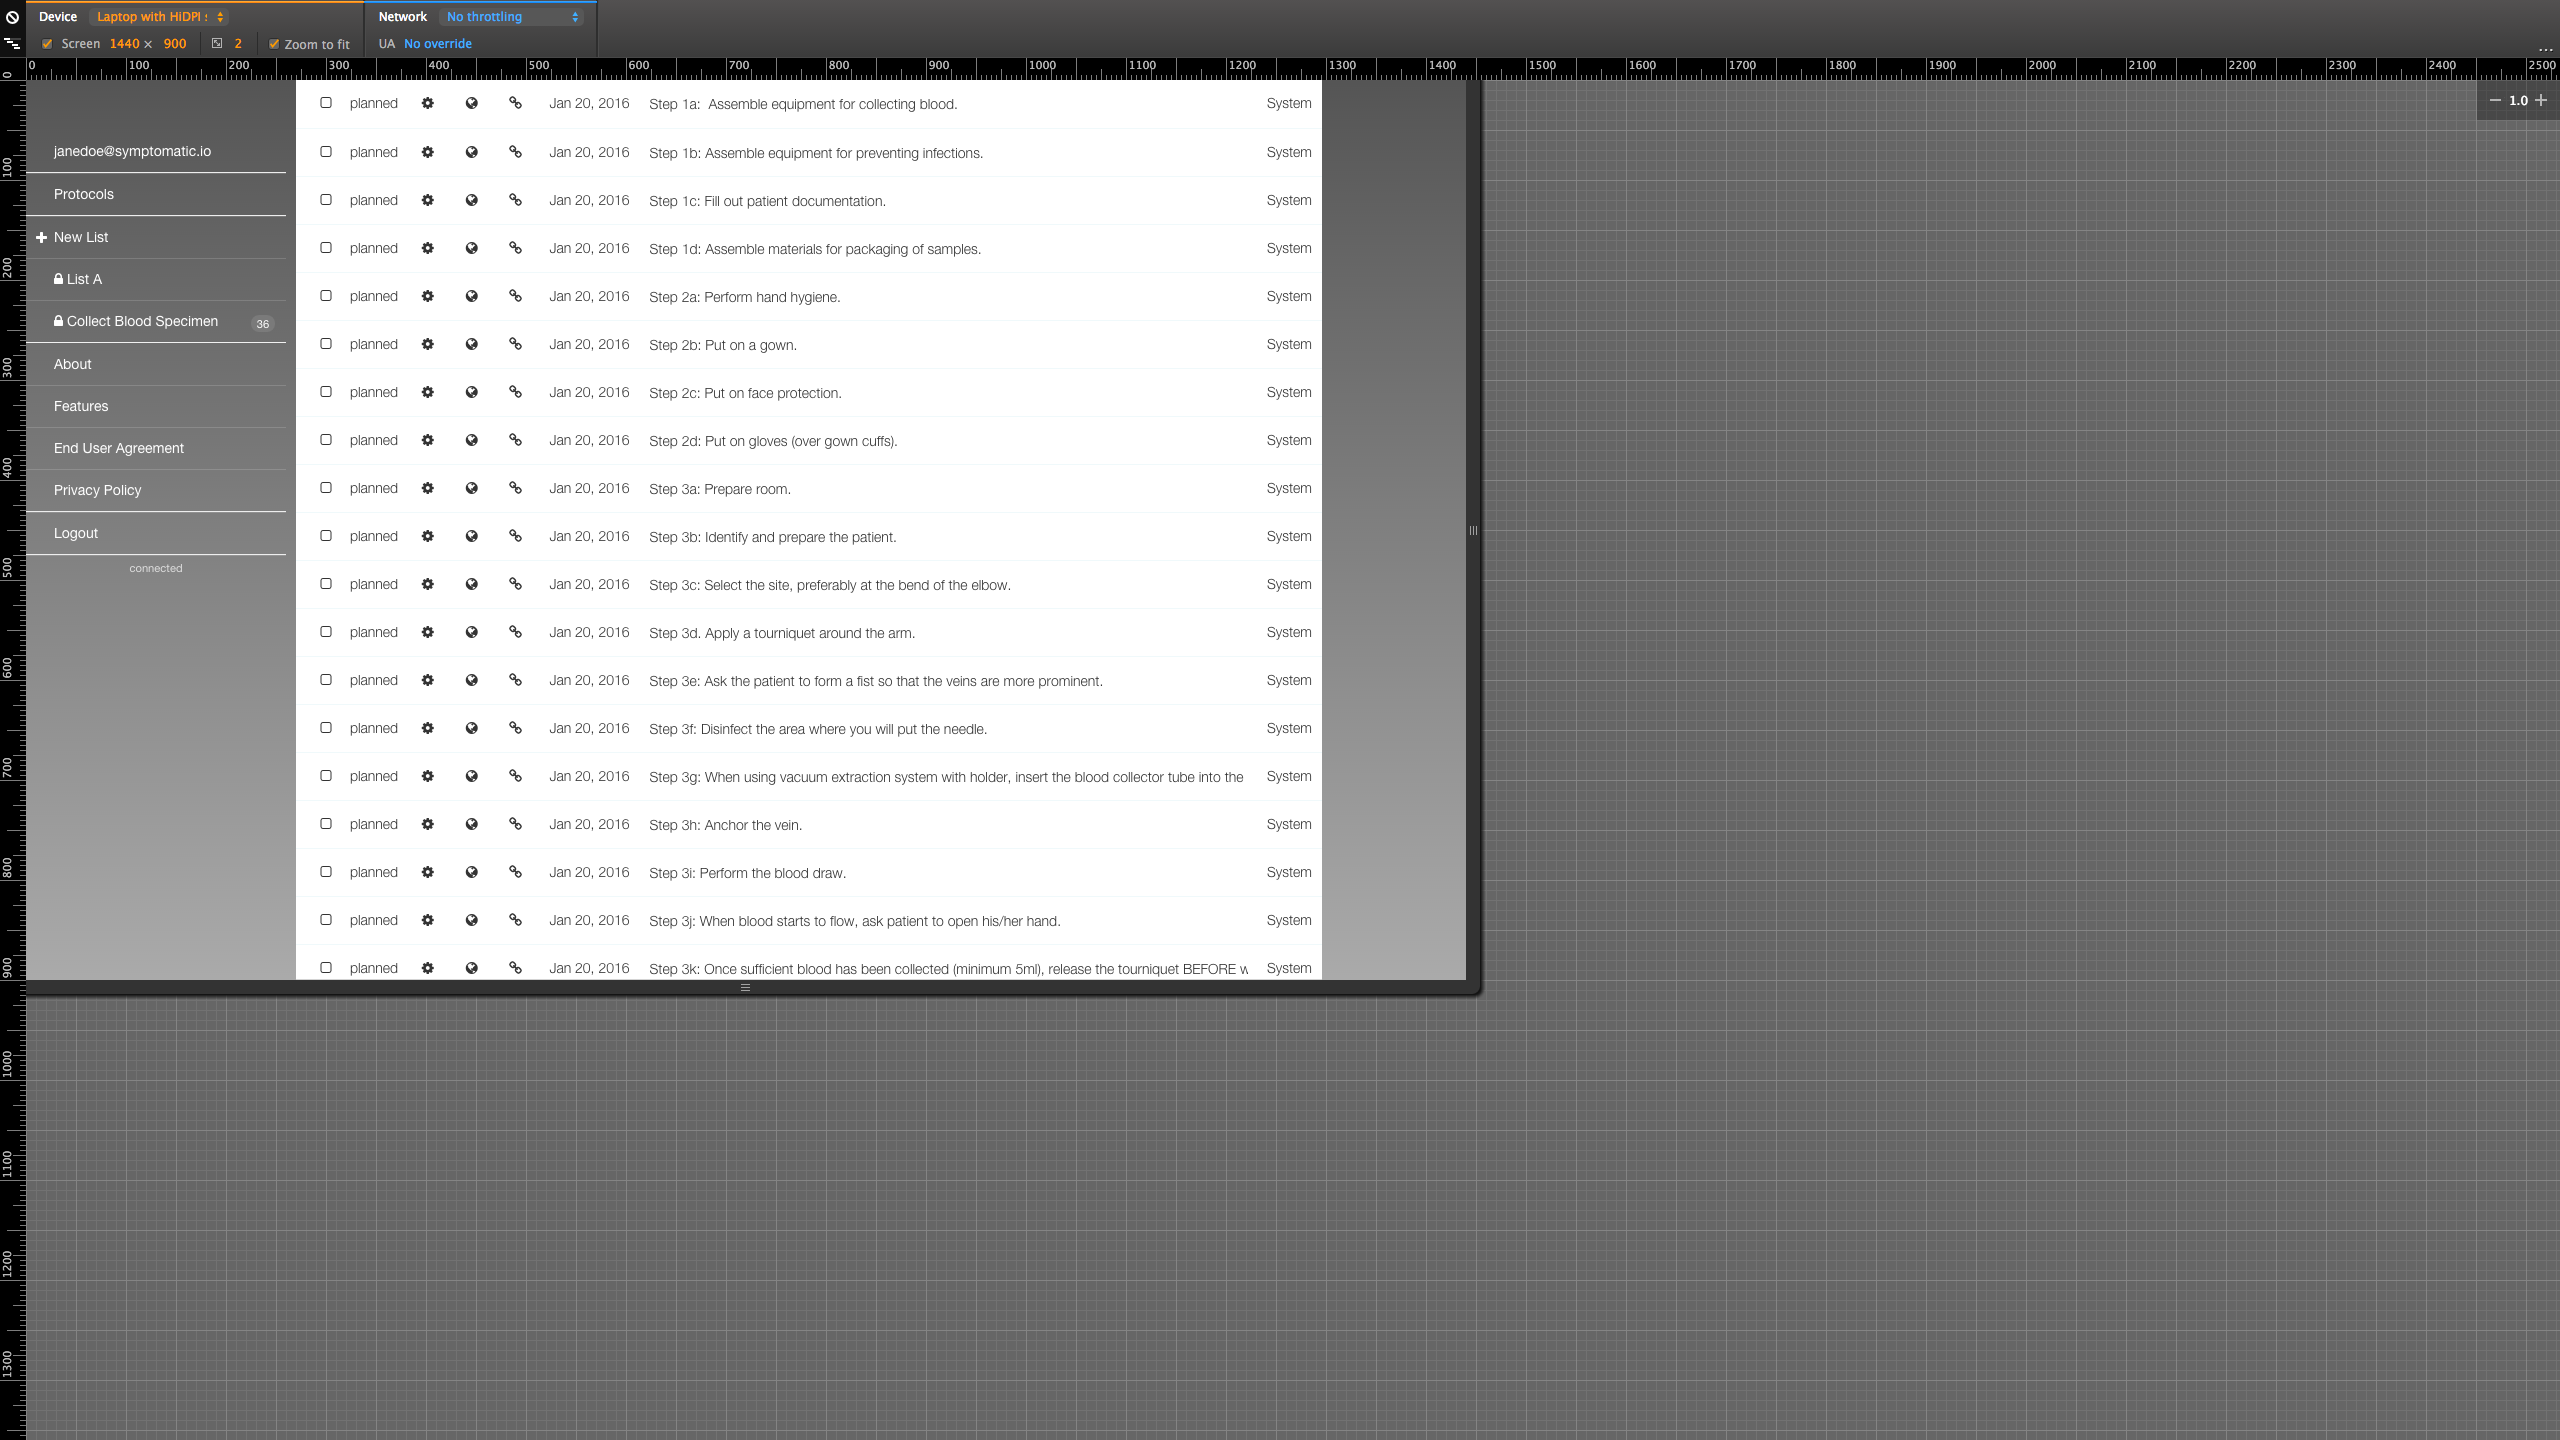 Device Laptop with HiDPI s
Network No throttling
Screen 1440 × 900 2 Zoom to fit
UA No override
...
0 100 200 300 400 500 600 700 800 900 1000 1100 1200 1300 1400 1500 1600 1700 1800 1900 2000 2100 2200 2300 2400 2500
0
100
200
300
400
500
600
700
800
900
1000
1100
1200
1300
− 1.0 +
janedoe@symptomatic.io
Protocols
New List
List A
Collect Blood Specimen 36
About
Features
End User Agreement
Privacy Policy
Logout
connected
planned Jan 20, 2016 Step 1a: Assemble equipment for collecting blood. System
planned Jan 20, 2016 Step 1b: Assemble equipment for preventing infections. System
planned Jan 20, 2016 Step 1c: Fill out patient documentation. System
planned Jan 20, 2016 Step 1d: Assemble materials for packaging of samples. System
planned Jan 20, 2016 Step 2a: Perform hand hygiene. System
planned Jan 20, 2016 Step 2b: Put on a gown. System
planned Jan 20, 2016 Step 2c: Put on face protection. System
planned Jan 20, 2016 Step 2d: Put on gloves (over gown cuffs). System
planned Jan 20, 2016 Step 3a: Prepare room. System
planned Jan 20, 2016 Step 3b: Identify and prepare the patient. System
planned Jan 20, 2016 Step 3c: Select the site, preferably at the bend of the elbow. System
planned Jan 20, 2016 Step 3d. Apply a tourniquet around the arm. System
planned Jan 20, 2016 Step 3e: Ask the patient to form a fist so that the veins are more prominent. System
planned Jan 20, 2016 Step 3f: Disinfect the area where you will put the needle. System
planned Jan 20, 2016 Step 3g: When using vacuum extraction system with holder, insert the blood collector tube into the System
planned Jan 20, 2016 Step 3h: Anchor the vein. System
planned Jan 20, 2016 Step 3i: Perform the blood draw. System
planned Jan 20, 2016 Step 3j: When blood starts to flow, ask patient to open his/her hand. System
planned Jan 20, 2016 Step 3k: Once sufficient blood has been collected (minimum 5ml), release the tourniquet BEFORE w System